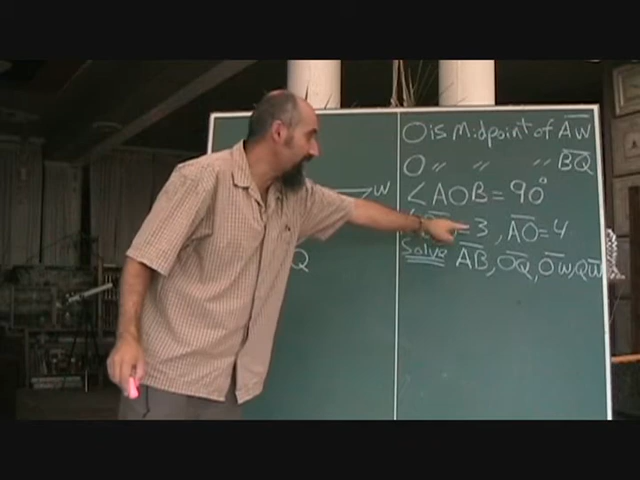 W
Q
O is Midpoint of AW
O " " " BQ
∠AOB = 90°
= 3, AO = 4
Solve AB, OQ, OW, QW